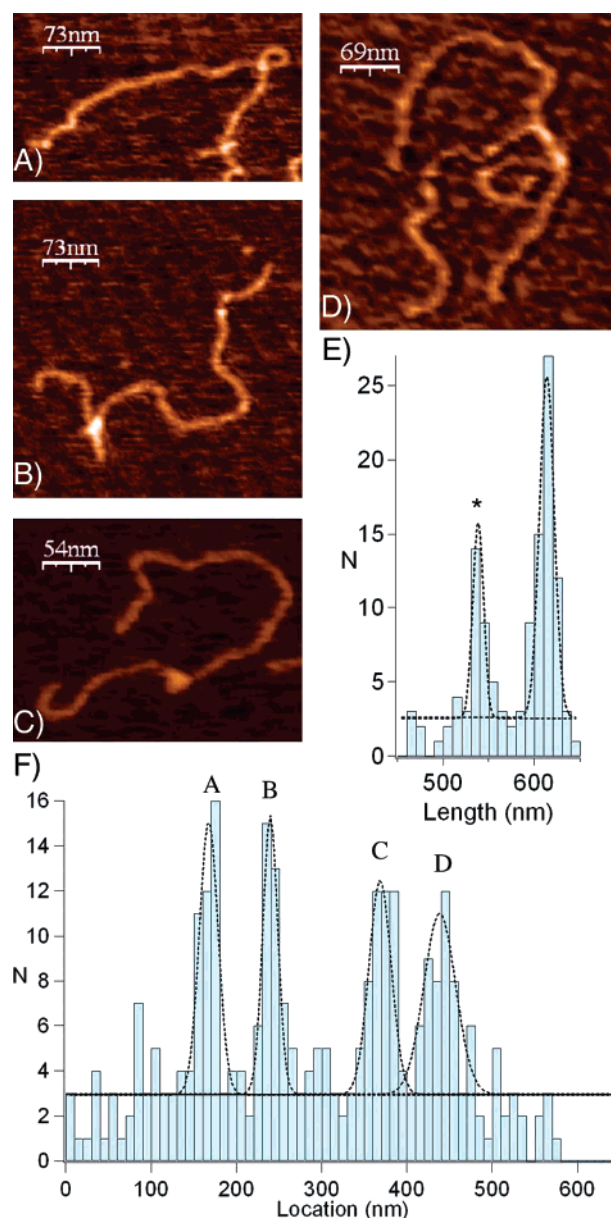 73nm
A)
73nm
B)
54nm
C)
69nm
D)
E)
25
20
*
15
N
10
5
0
500 600
Length (nm)
F)
A B C D
16
14
12
10
N
8
6
4
2
0
0 100 200 300 400 500 600
Location (nm)